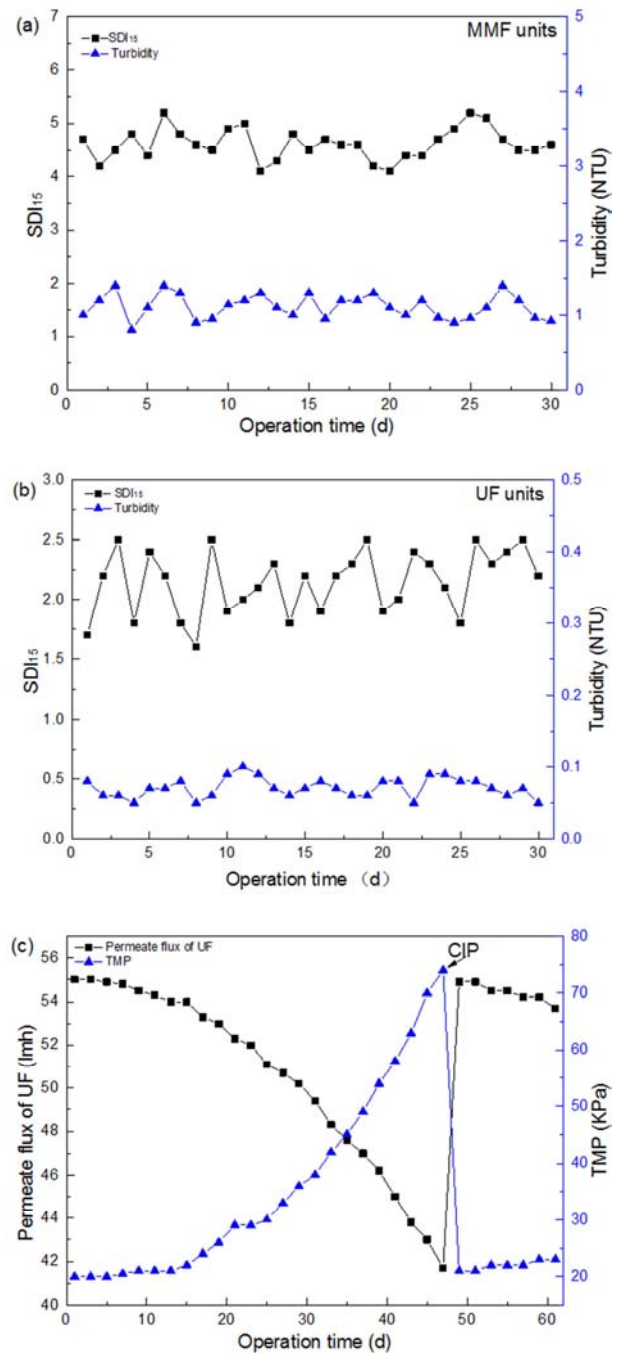 (a)
MMF units
SDI₁₅
Turbidity
7
6
5
4
3
2
1
0
SDI₁₅
5
4
3
2
1
0
Turbidity (NTU)
0 5 10 15 20 25 30
Operation time (d)
(b)
UF units
SDI₁₅
Turbidity
3.0
2.5
2.0
1.5
1.0
0.5
0.0
SDI₁₅
0.5
0.4
0.3
0.2
0.1
0.0
Turbidity (NTU)
0 5 10 15 20 25 30
Operation time （d）
(c)
Permeate flux of UF
TMP
CIP
56
54
52
50
48
46
44
42
40
Permeate flux of UF (lmh)
80
70
60
50
40
30
20
TMP (KPa)
0 10 20 30 40 50 60
Operation time (d)